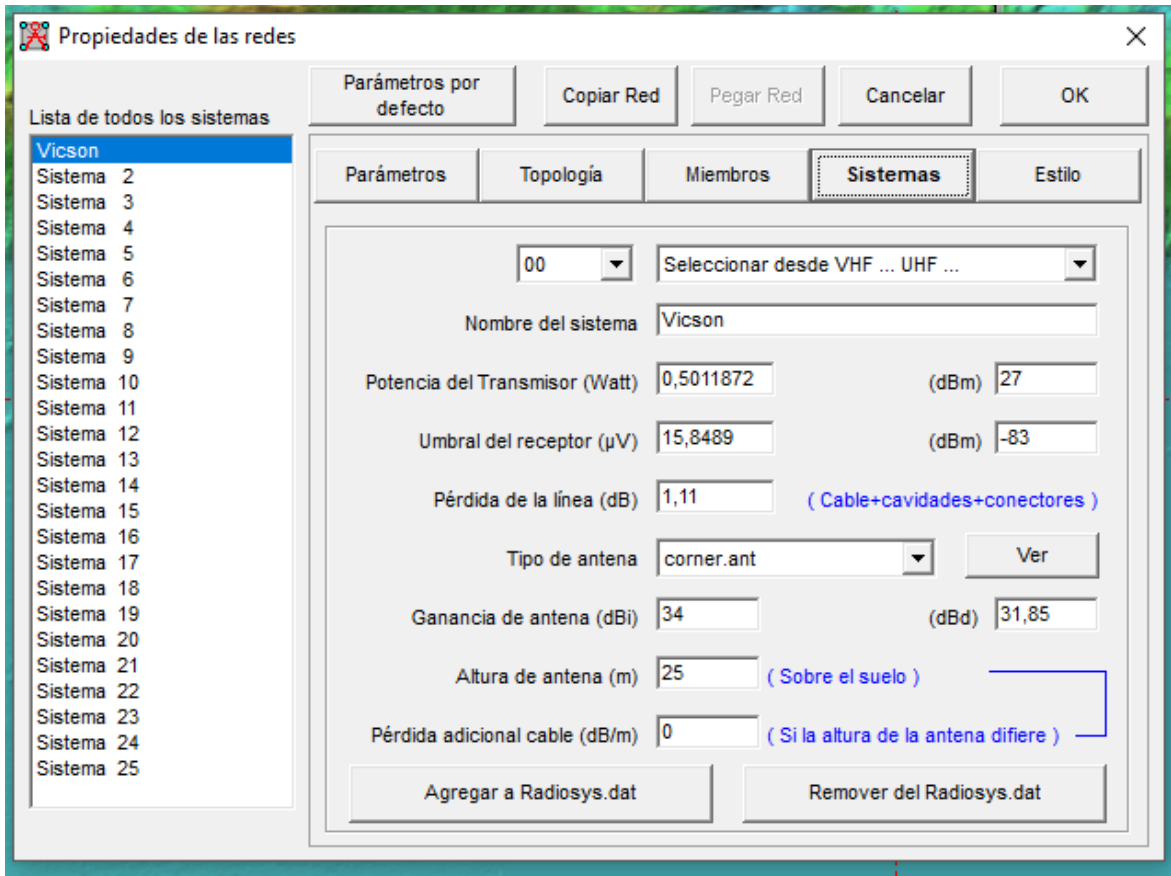 Propiedades de las redes
Parámetros por defecto
Copiar Red
Pegar Red
Cancelar
OK
Lista de todos los sistemas
Vicson
Sistema 2
Sistema 3
Sistema 4
Sistema 5
Sistema 6
Sistema 7
Sistema 8
Sistema 9
Sistema 10
Sistema 11
Sistema 12
Sistema 13
Sistema 14
Sistema 15
Sistema 16
Sistema 17
Sistema 18
Sistema 19
Sistema 20
Sistema 21
Sistema 22
Sistema 23
Sistema 24
Sistema 25
Parámetros Topología Miembros Sistemas Estilo
00 Seleccionar desde VHF ... UHF ...
Nombre del sistema Vicson
Potencia del Transmisor (Watt) 0,5011872 (dBm) 27
Umbral del receptor (µV) 15,8489 (dBm) -83
Pérdida de la línea (dB) 1,11 ( Cable+cavidades+conectores )
Tipo de antena corner.ant Ver
Ganancia de antena (dBi) 34 (dBd) 31,85
Altura de antena (m) 25 ( Sobre el suelo )
Pérdida adicional cable (dB/m) 0 ( Si la altura de la antena difiere )
Agregar a Radiosys.dat Remover del Radiosys.dat